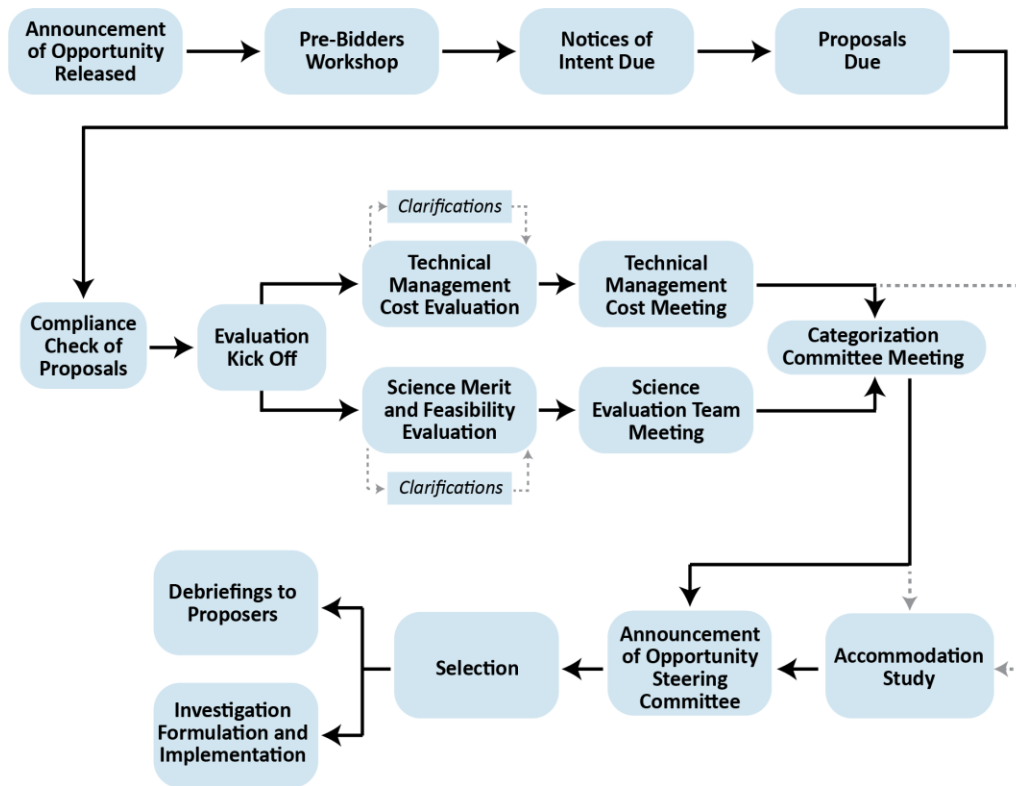 Announcement
of Opportunity
Released
Pre-Bidders
Workshop
Notices of
Intent Due
Proposals
Due
Clarifications
Technical
Management
Cost Evaluation
Technical
Management
Cost Meeting
Compliance
Check of
Proposals
Evaluation
Kick Off
Categorization
Committee Meeting
Science Merit
and Feasibility
Evaluation
Science
Evaluation Team
Meeting
Clarifications
Debriefings to
Proposers
Selection
Announcement
of Opportunity
Steering
Committee
Accommodation
Study
Investigation
Formulation and
Implementation